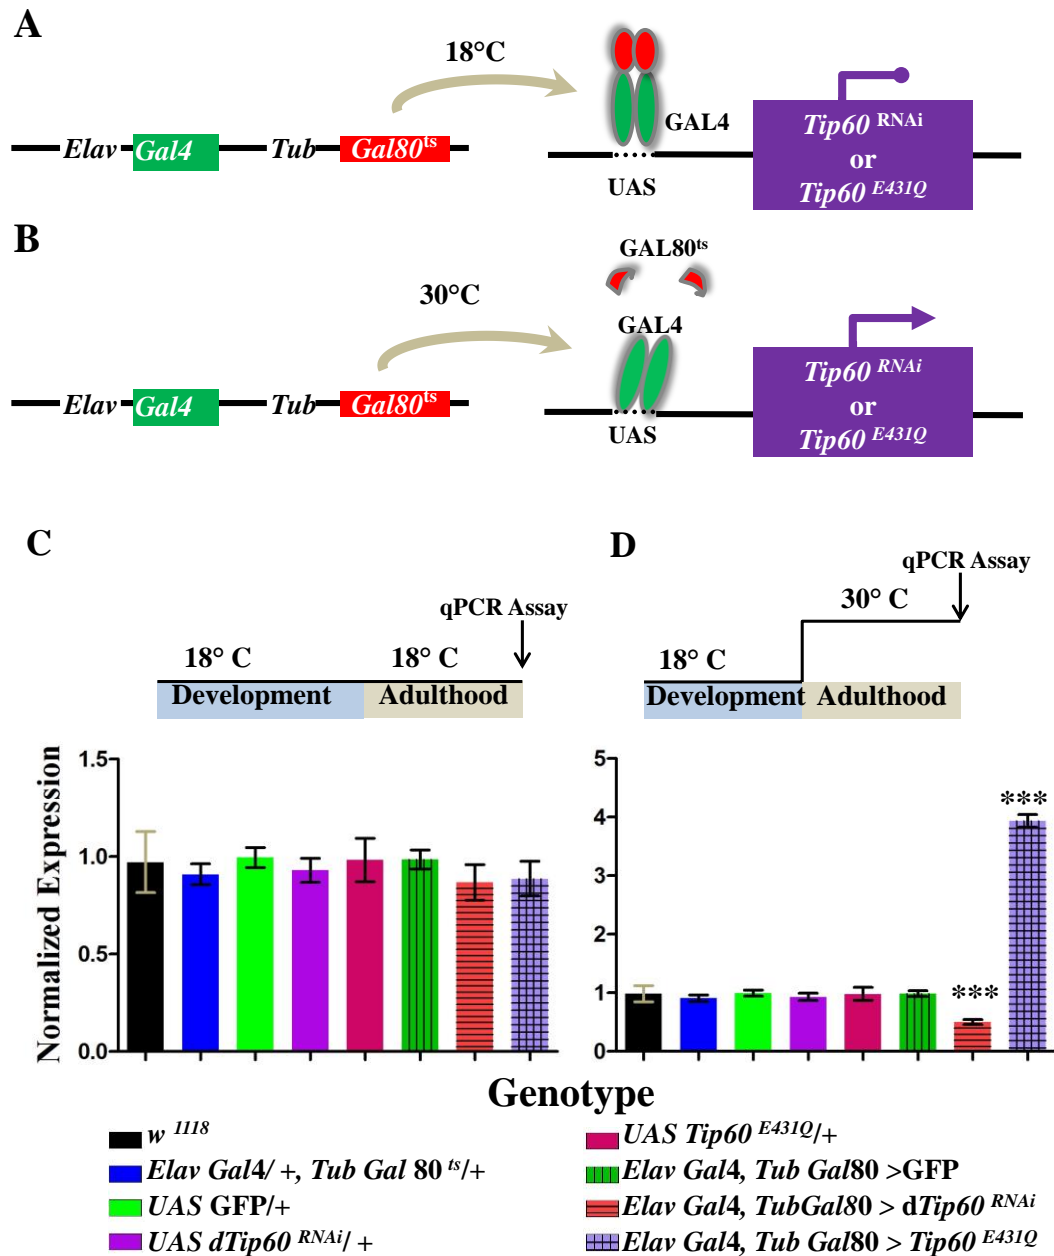 A
18°C
Elav Gal4 Tub Gal80ts
GAL4
UAS
Tip60 RNAi
or
Tip60 E431Q
B
GAL80ts
30°C
GAL4
Elav Gal4 Tub Gal80ts
UAS
Tip60 RNAi
or
Tip60 E431Q
C
qPCR Assay
18° C 18° C
Development Adulthood
D
qPCR Assay
30° C
18° C
Development Adulthood
Normalized Expression
1.5
1.0
0.5
0.0
5
4
3
2
1
0
***
***
Genotype
w 1118
Elav Gal4/ +, Tub Gal 80 ts/+
UAS GFP/+
UAS dTip60 RNAi/ +
UAS Tip60 E431Q/+
Elav Gal4, Tub Gal80 >GFP
Elav Gal4, TubGal80 > dTip60 RNAi
Elav Gal4, Tub Gal80 > Tip60 E431Q